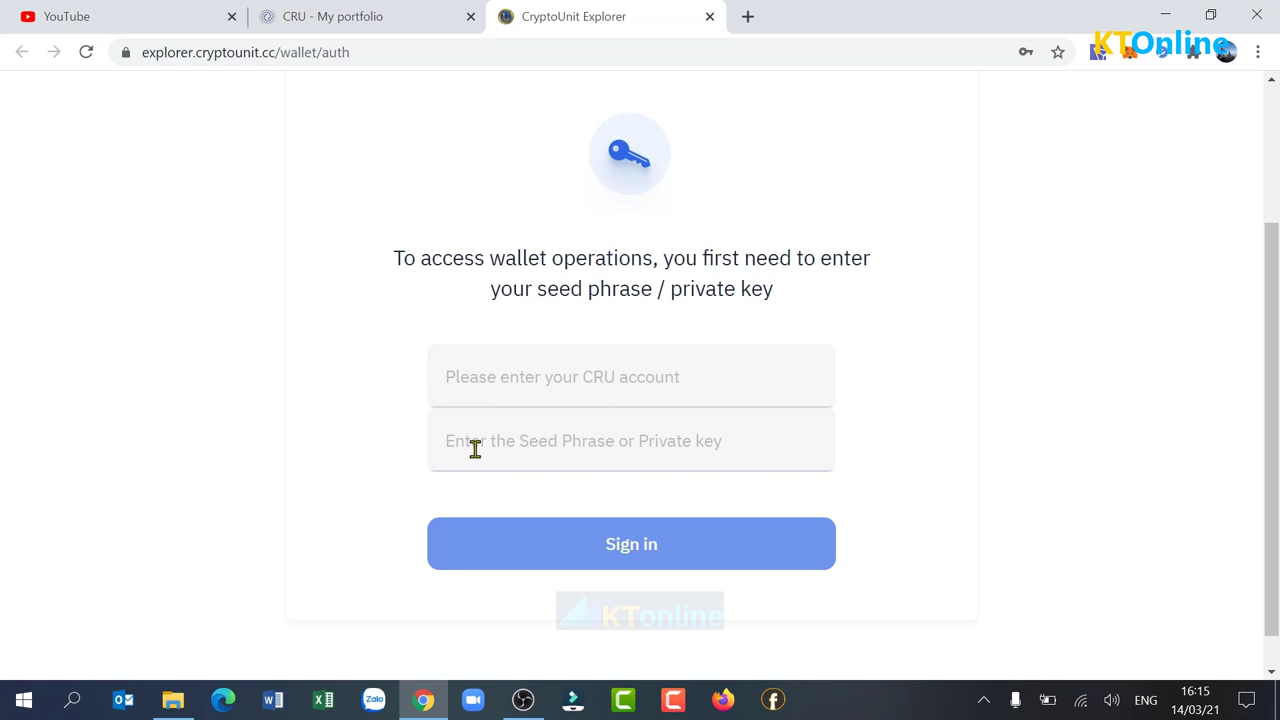 YouTube
CRU - My portfolio
CryptoUnit Explorer
explorer.cryptounit.cc/wallet/auth
KTOnline
To access wallet operations, you first need to enter
your seed phrase / private key
Please enter your CRU account
Enter the Seed Phrase or Private key
Sign in
KTonline
Zalo
ENG
16:15
14/03/21